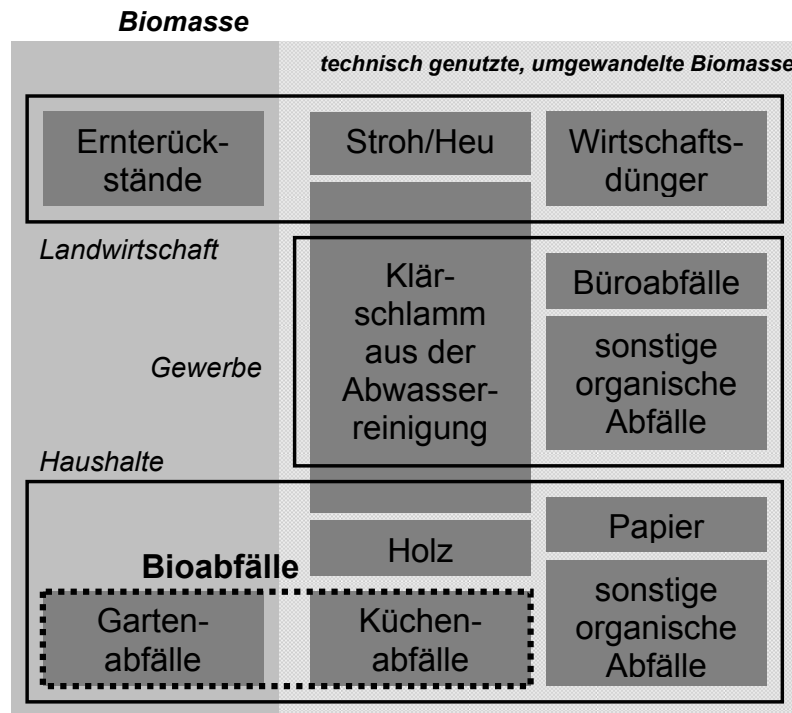 Biomasse
technisch genutzte, umgewandelte Biomasse
Ernterück-
stände
Stroh/Heu
Wirtschafts-
dünger
Landwirtschaft
Klär-
schlamm
aus der
Abwasser-
reinigung
Büroabfälle
Gewerbe
sonstige
organische
Abfälle
Haushalte
Papier
Holz
Bioabfälle
Garten-
abfälle
Küchen-
abfälle
sonstige
organische
Abfälle